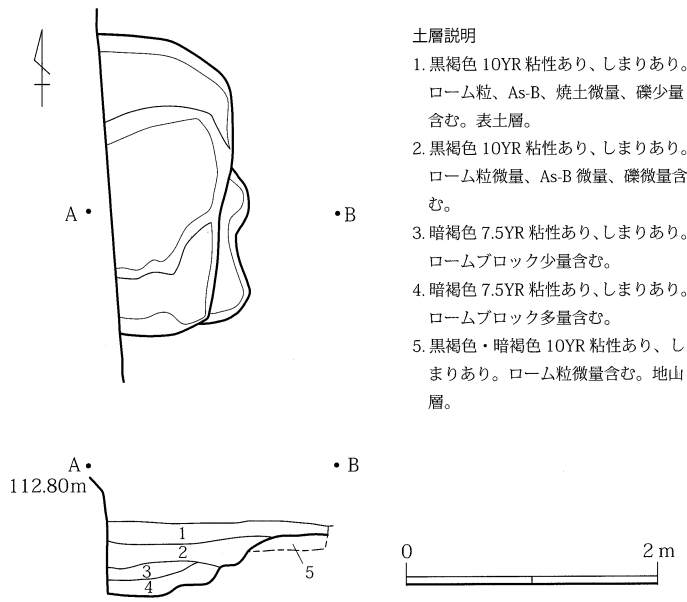 土層説明
1. 黒褐色 10YR 粘性あり、しまりあり。
ローム粒、As-B、焼土微量、礫少量
含む。表土層。
2. 黒褐色 10YR 粘性あり、しまりあり。
ローム粒微量、As-B 微量、礫微量含
む。
3. 暗褐色 7.5YR 粘性あり、しまりあり。
ロームブロック少量含む。
4. 暗褐色 7.5YR 粘性あり、しまりあり。
ロームブロック多量含む。
5. 黒褐色・暗褐色 10YR 粘性あり、し
まりあり。ローム粒微量含む。地山
層。
A
B
A
B
112.80m
1
2
3
4
5
0
2 m